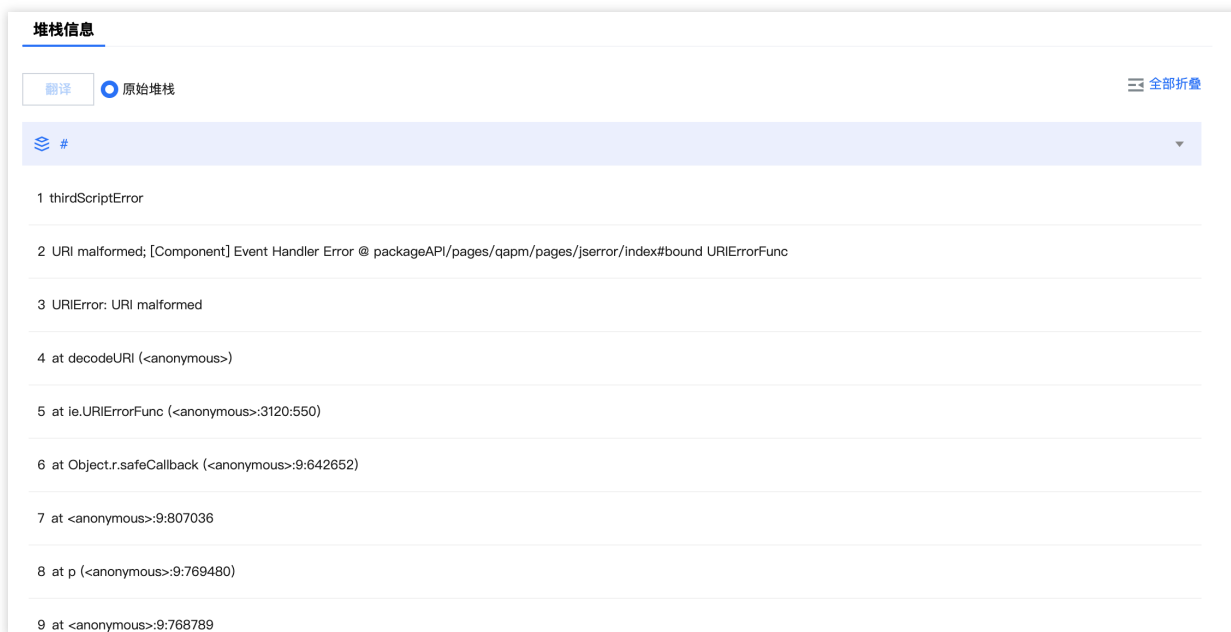 堆栈信息
翻译 原始堆栈 全部折叠
#
1 thirdScriptError
2 URI malformed; [Component] Event Handler Error @ packageAPI/pages/qapm/pages/jserror/index#bound URIErrorFunc
3 URIError: URI malformed
4 at decodeURI (<anonymous>)
5 at ie.URIErrorFunc (<anonymous>:3120:550)
6 at Object.r.safeCallback (<anonymous>:9:642652)
7 at <anonymous>:9:807036
8 at p (<anonymous>:9:769480)
9 at <anonymous>:9:768789